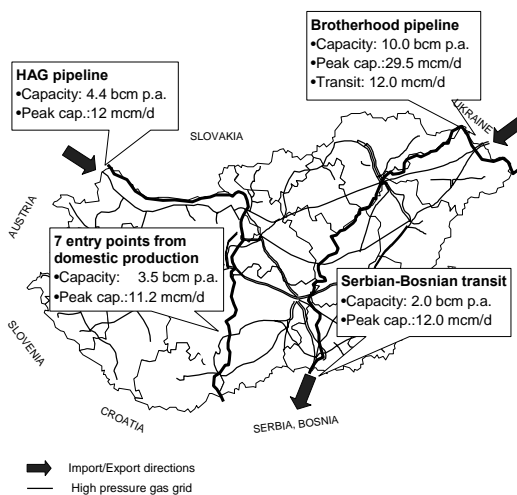 Brotherhood pipeline
•Capacity: 10.0 bcm p.a.
•Peak cap.:29.5 mcm/d
•Transit: 12.0 mcm/d
HAG pipeline
•Capacity: 4.4 bcm p.a.
•Peak cap.:12 mcm/d
UKRAINE
SLOVAKIA
AUSTRIA
7 entry points from
domestic production
•Capacity: 3.5 bcm p.a.
•Peak cap.:11.2 mcm/d
Serbian-Bosnian transit
•Capacity: 2.0 bcm p.a.
•Peak cap.:12.0 mcm/d
SLOVENIA
CROATIA
SERBIA, BOSNIA
Import/Export directions
High pressure gas grid